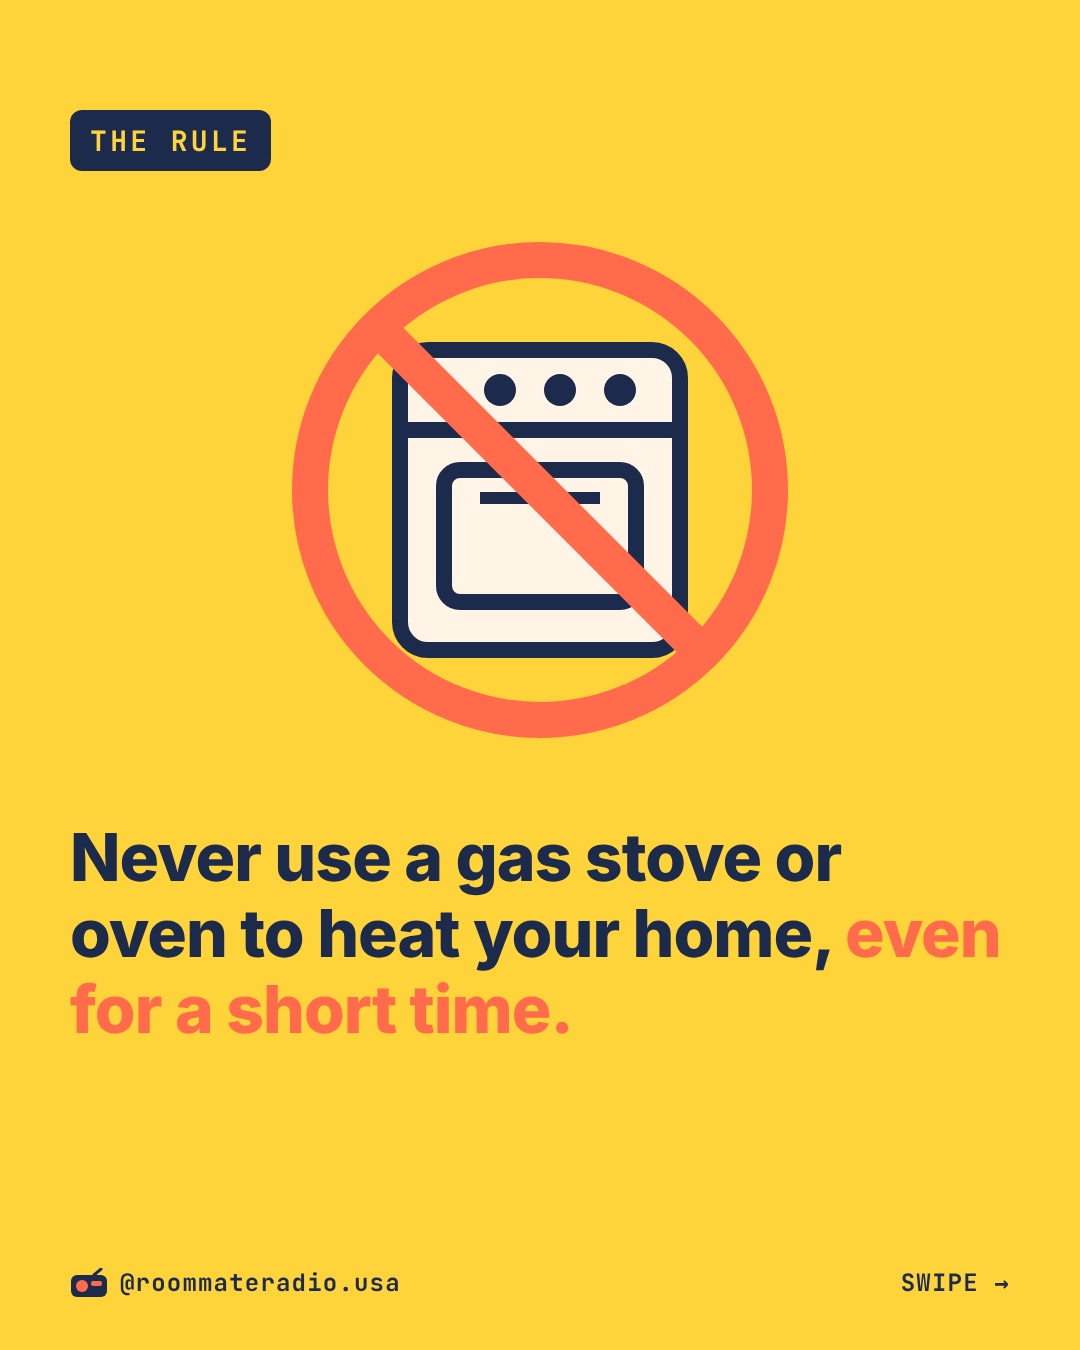 THE RULE
Never use a gas stove or
oven to heat your home, even
for a short time.
@roommateradio.usa
SWIPE →